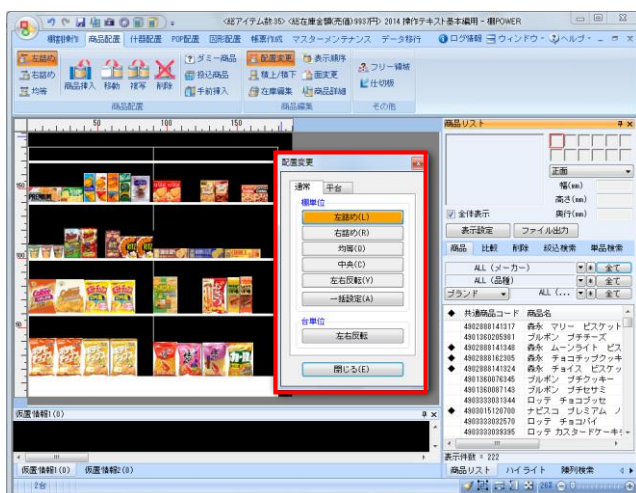 <総アイテム数:35> <総在庫金額(売価)993万円> 2014 操作テキスト基本編用 - 棚POWER
棚割操作 商品配置 什器配置 POP配置 図形配置 帳票作成 マスターメンテナンス データ移行 ログ情報 ウィンドウ ヘルプ
左詰め 右詰め 均等
商品挿入 移動 複写 削除
ダミー商品 投込商品 手前挿入
配置変更 表示順序
積上/積下 面変更
在庫編集 商品詳細
フリー領域
仕切板
商品配置 商品編集 その他
50 100 150
配置変更
通常 平台
棚単位
左詰め(L)
右詰め(R)
均等(O)
中央(C)
左右反転(V)
一括設定(A)
台単位
左右反転
閉じる(E)
商品リスト
正面
幅(mm)
高さ(mm)
奥行(mm)
全体表示
表示設定 ファイル出力
商品 比較 削除 絞込検索 単品検索
ALL (メーカー) 全て
ALL (品種) 全て
ブランド ALL (... 全て
共通商品コード 商品名
4902888141317 森永 マリー ビスケット
4901360205981 ブルボン プチチーズ
4902888141348 森永 ムーンライト ビス
4902888162305 森永 チョコチップクッキ
4902888141324 森永 チョイス ビスケッ
4901360076345 ブルボン プチクッキー
4901360087143 ブルボン プチセサミ
4903333031344 ロッテ チョココブッセ
4903015120700 ナビスコ プレミアム ノ
4903333032570 ロッテ チョコパイ
4903333039395 ロッテ カスタードケーキ
表示件数 = 222
商品リスト ハイライト 陳列検索
仮置情報1(0)
仮置情報1(0) 仮置情報2(0)
2台
26%